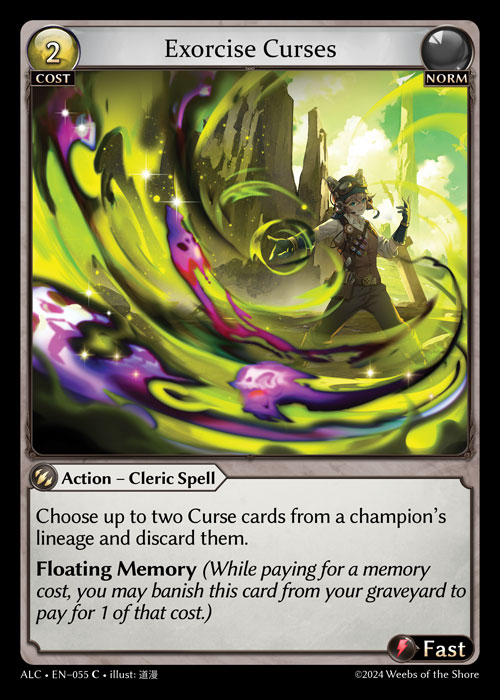 2
Exorcise Curses
COST
NORM
Action – Cleric Spell
Choose up to two Curse cards from a champion's
lineage and discard them.
Floating Memory (While paying for a memory
cost, you may banish this card from your graveyard to
pay for 1 of that cost.)
Fast
ALC • EN–055 C • illust: 道漫
©2024 Weebs of the Shore